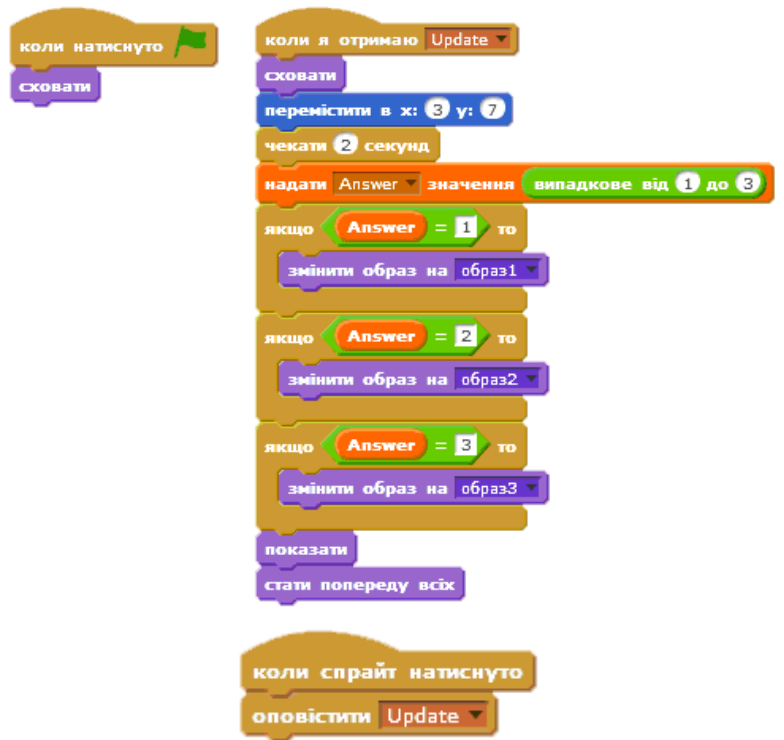 коли натиснуто
сховати
коли я отримаю Update
сховати
перемістити в x: 3 y: 7
чекати 2 секунд
надати Answer значення випадкове від 1 до 3
якщо Answer = 1 то
змінити образ на образ1
якщо Answer = 2 то
змінити образ на образ2
якщо Answer = 3 то
змінити образ на образ3
показати
стати попереду всіх
коли спрайт натиснуто
оповістити Update